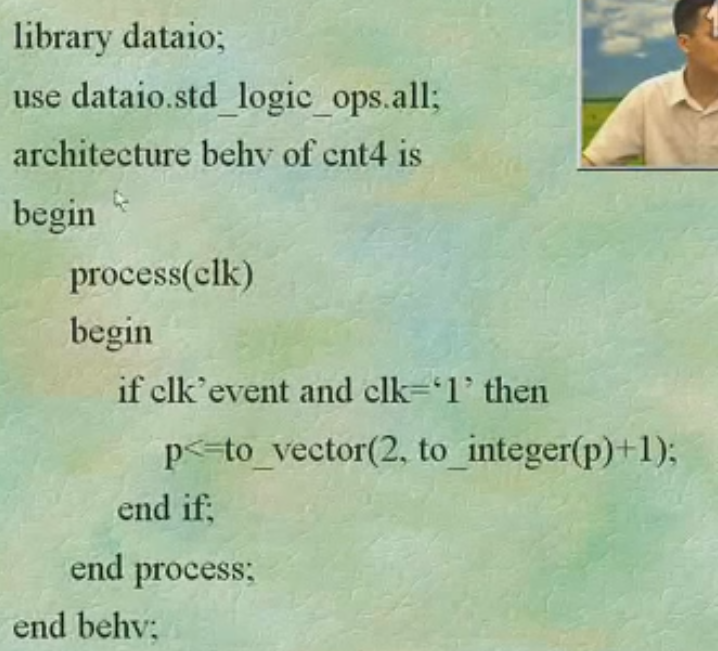 library dataio;
use dataio.std_logic_ops.all;
architecture behv of cnt4 is
begin
process(clk)
begin
if clk’event and clk=‘1’ then
p<=to_vector(2, to_integer(p)+1);
end if;
end process;
end behv;